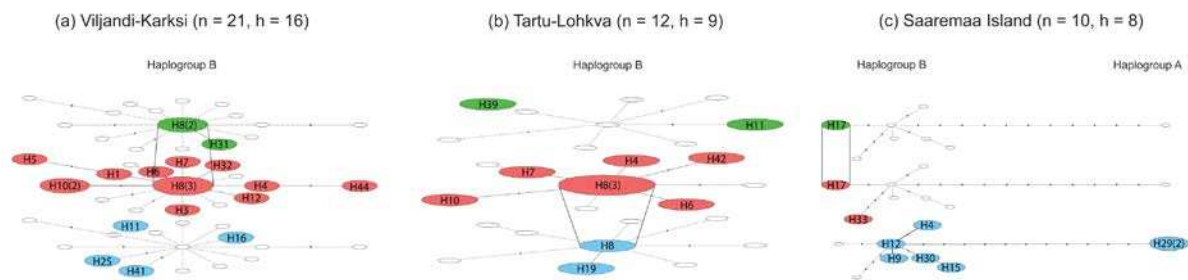 (a) Viljandi-Karksi (n = 21, h = 16)
Haplogroup B
H8(2)
H31
H5
H7
H1
H6
H32
H10(2)
H8(3)
H4
H44
H12
H3
H11
H16
H25
H41
(b) Tartu-Lohkva (n = 12, h = 9)
Haplogroup B
H39
H11
H4
H42
H7
H8(3)
H10
H6
H8
H19
(c) Saaremaa Island (n = 10, h = 8)
Haplogroup B
Haplogroup A
H17
H17
H33
H4
H12
H29(2)
H9
H30
H15